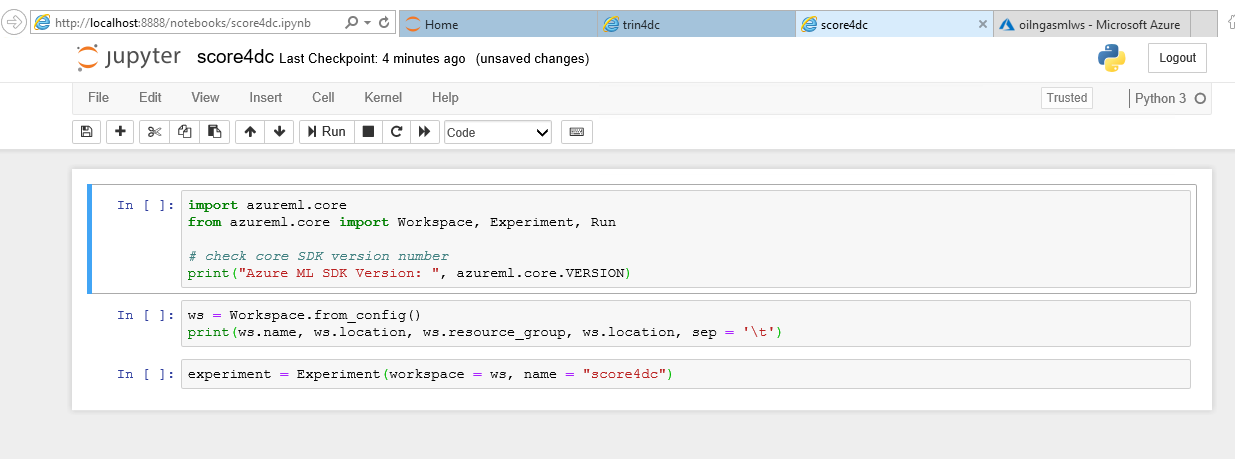 http://localhost:8888/notebooks/score4dc.ipynb
Home
trin4dc
score4dc
oilngasmlws - Microsoft Azure
jupyter score4dc Last Checkpoint: 4 minutes ago (unsaved changes)
Logout
File Edit View Insert Cell Kernel Help
Trusted
Python 3
Run
Code
In [ ]:
import azureml.core
from azureml.core import Workspace, Experiment, Run
# check core SDK version number
print("Azure ML SDK Version: ", azureml.core.VERSION)
In [ ]:
ws = Workspace.from_config()
print(ws.name, ws.location, ws.resource_group, ws.location, sep = '\t')
In [ ]:
experiment = Experiment(workspace = ws, name = "score4dc")